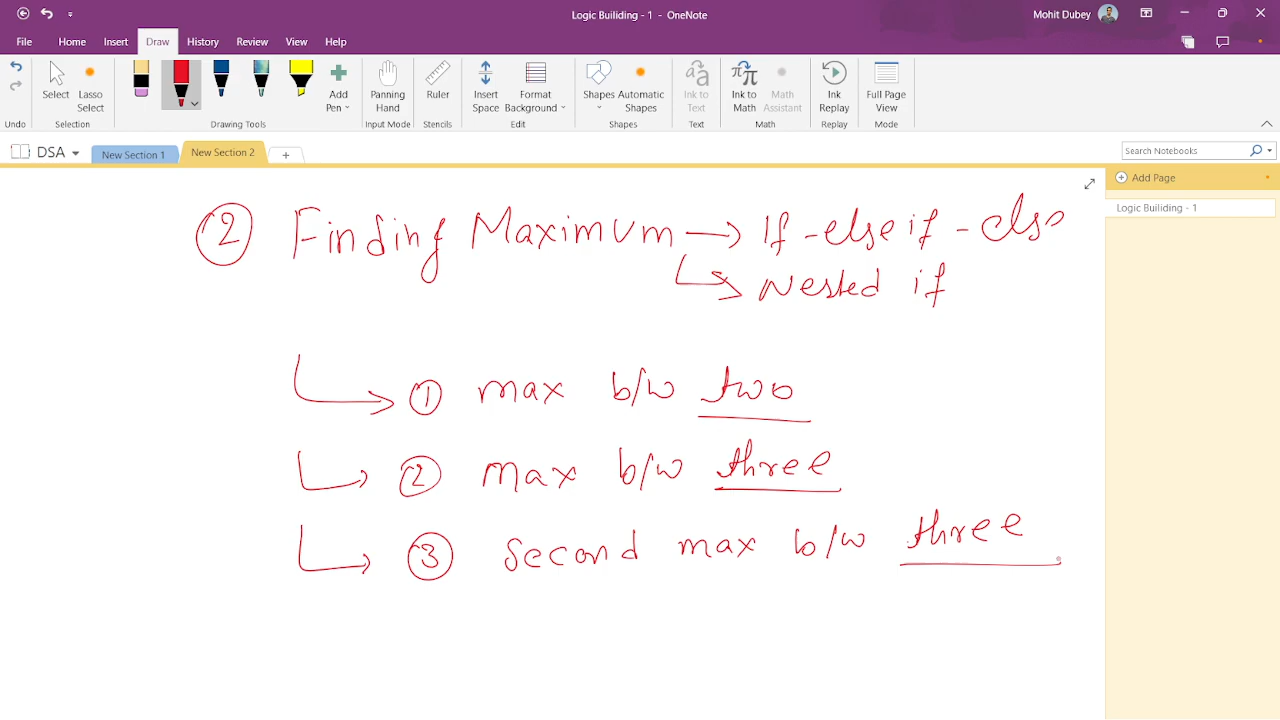 Logic Builiding - 1 - OneNote
Mohit Dubey
File Home Insert Draw History Review View Help
Undo
Select
Lasso Select
Selection
Add Pen
Drawing Tools
Panning Hand
Input Mode
Ruler
Stencils
Insert Space
Format Background
Edit
Shapes
Automatic Shapes
Shapes
Ink to Text
Text
Ink to Math
Math Assistant
Math
Ink Replay
Replay
Full Page View
Mode
DSA
New Section 1
New Section 2
Search Notebooks
Add Page
Logic Builiding - 1
② Finding Maximum → If - else if - else
↳ Nested if
↳ ① max b/w two
↳ ② max b/w three
↳ ③ second max b/w three